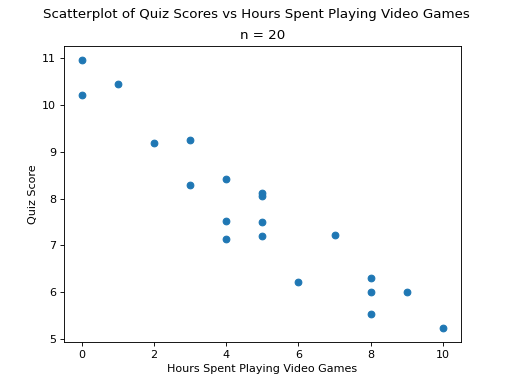 Scatterplot of Quiz Scores vs Hours Spent Playing Video Games
n = 20
11
10
9
8
7
6
5
Quiz Score
0 2 4 6 8 10
Hours Spent Playing Video Games